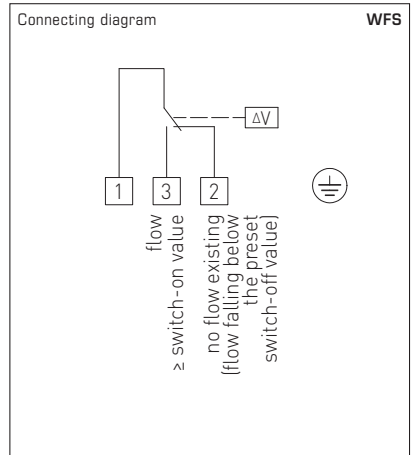 Connecting diagram WFS
ΔV
1 3 2
flow
≥ switch-on value
no flow existing
(flow falling below
the preset
switch-off value)